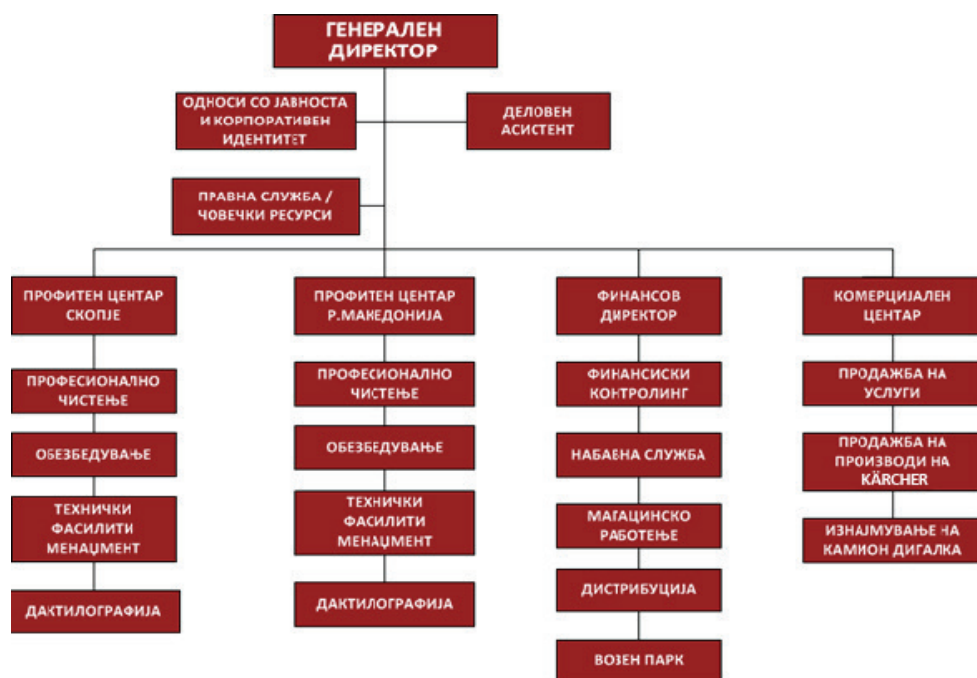 ГЕНЕРАЛЕН
ДИРЕКТОР
ОДНОСИ СО ЈАВНОСТА
И КОРПОРАТИВЕН
ИДЕНТИТЕТ
ДЕЛОВЕН
АСИСТЕНТ
ПРАВНА СЛУЖБА /
ЧОВЕЧКИ РЕСУРСИ
ПРОФИТЕН ЦЕНТАР
СКОПЈЕ
ПРОФЕСИОНАЛНО
ЧИСТЕЊЕ
ОБЕЗБЕДУВАЊЕ
ТЕХНИЧКИ
ФАСИЛИТИ
МЕНАЏМЕНТ
ДАКТИЛОГРАФИЈА
ПРОФИТЕН ЦЕНТАР
Р.МАКЕДОНИЈА
ПРОФЕСИОНАЛНО
ЧИСТЕЊЕ
ОБЕЗБЕДУВАЊЕ
ТЕХНИЧКИ
ФАСИЛИТИ
МЕНАЏМЕНТ
ДАКТИЛОГРАФИЈА
ФИНАНСОВ
ДИРЕКТОР
ФИНАНСИСКИ
КОНТРОЛИНГ
НАБАВНА СЛУЖБА
МАГАЦИНСКО
РАБОТЕЊЕ
ДИСТРИБУЦИЈА
ВОЗЕН ПАРК
КОМЕРЦИЈАЛЕН
ЦЕНТАР
ПРОДАЖБА НА
УСЛУГИ
ПРОДАЖБА НА
ПРОИЗВОДИ НА
KÄRCHER
ИЗНАЈМУВАЊЕ НА
КАМИОН ДИГАЛКА